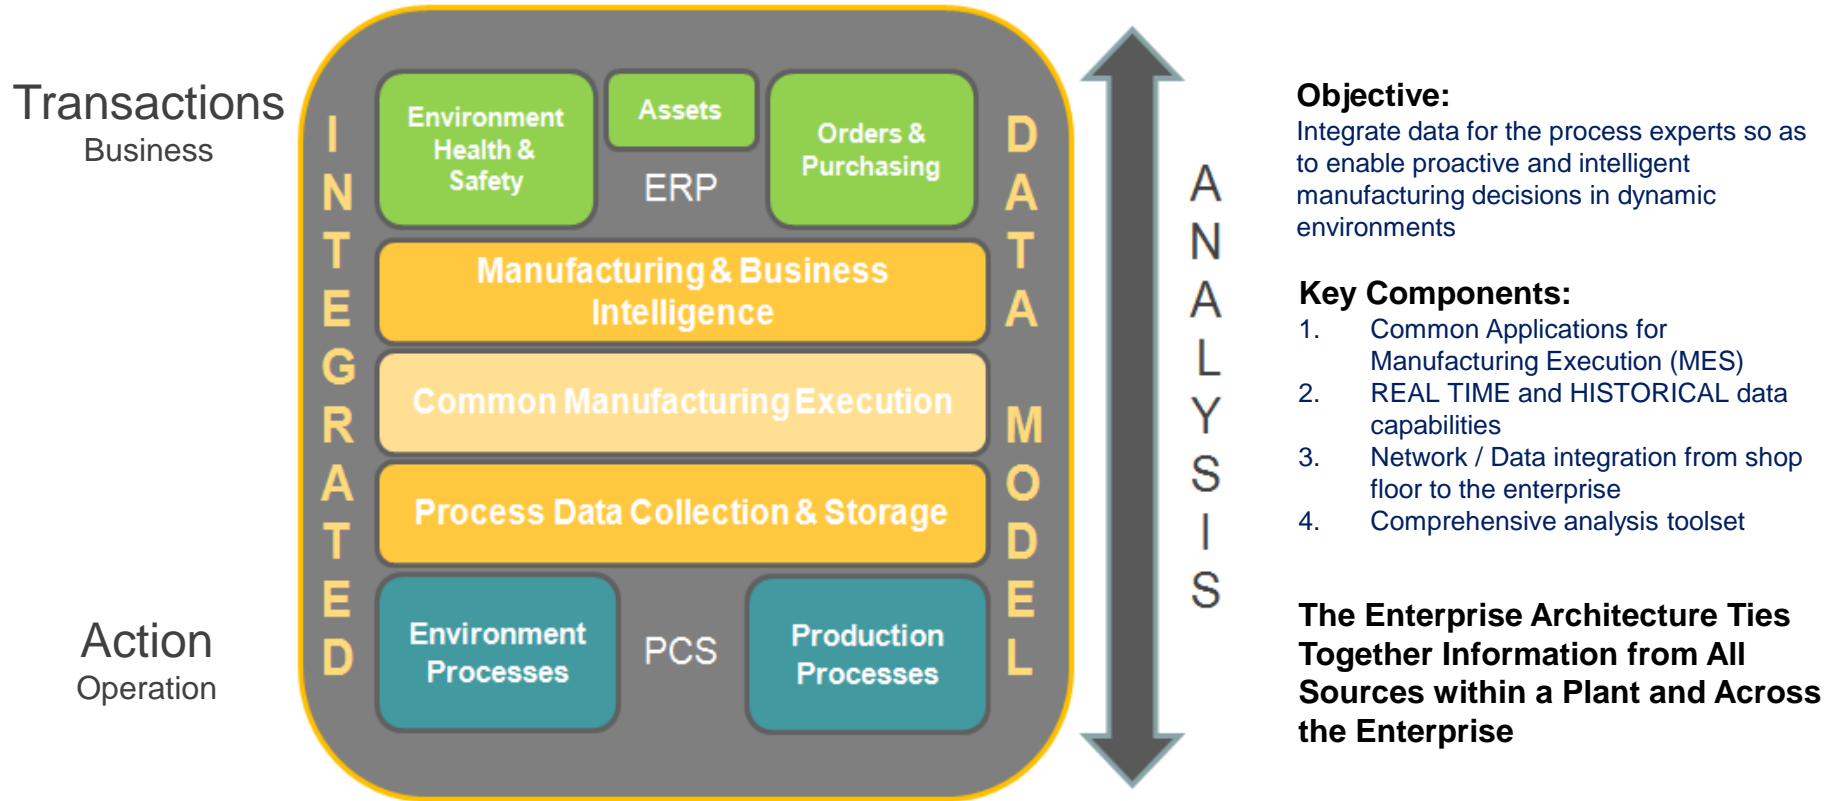 Transactions
Business
Action
Operation
INTEGRATED
Environment
Health &
Safety
Assets
ERP
Orders &
Purchasing
Manufacturing & Business
Intelligence
Common Manufacturing Execution
Process Data Collection & Storage
Environment
Processes
PCS
Production
Processes
DATA MODEL
ANALYSIS
Objective:
Integrate data for the process experts so as
to enable proactive and intelligent
manufacturing decisions in dynamic
environments
Key Components:
1. Common Applications for
Manufacturing Execution (MES)
2. REAL TIME and HISTORICAL data
capabilities
3. Network / Data integration from shop
floor to the enterprise
4. Comprehensive analysis toolset
The Enterprise Architecture Ties
Together Information from All
Sources within a Plant and Across
the Enterprise